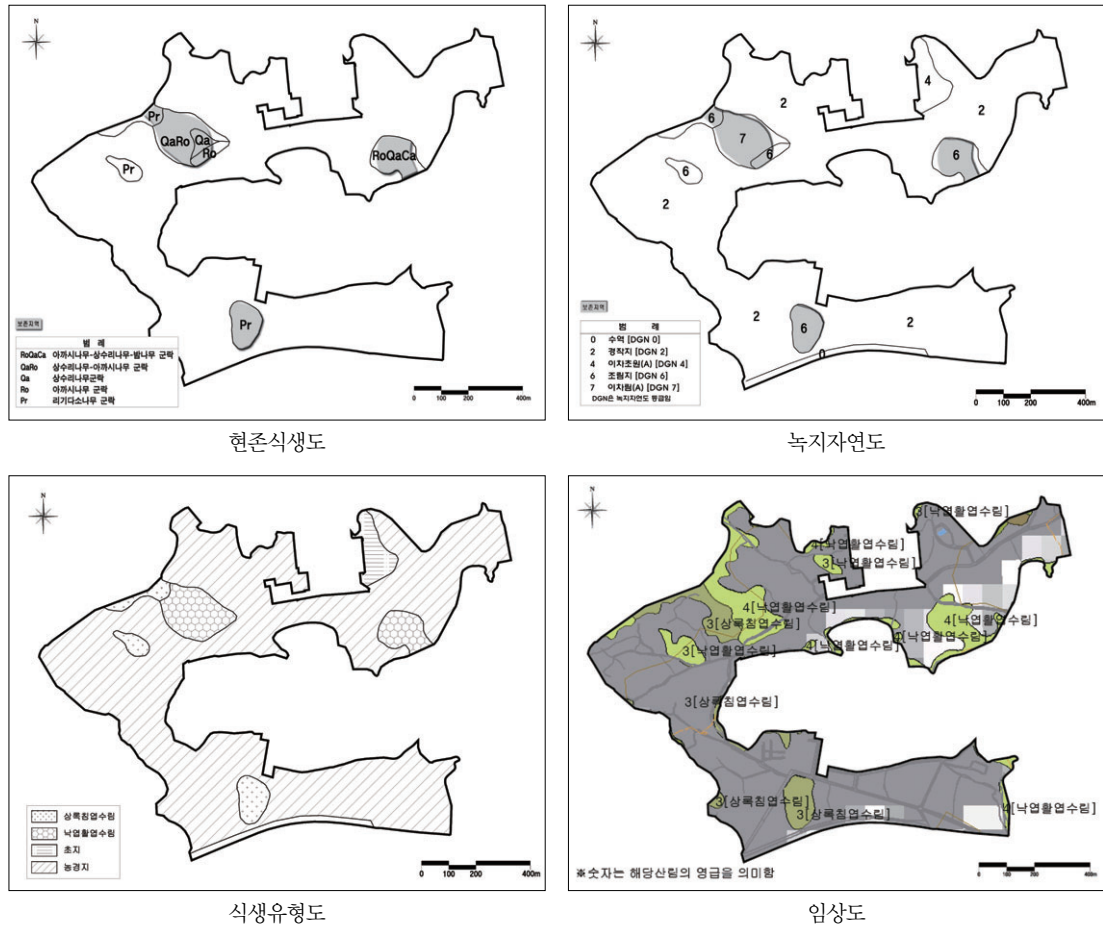 N
Pr
QaRo
Qa
Ro
Pr
RoQaCa
Pr
보존지역
범 례
RoQaCa 아까시나무-상수리나무-밤나무 군락
QaRo 상수리나무-아까시나무 군락
Qa 상수리나무군락
Ro 아까시나무 군락
Pr 리기다소나무 군락
0 100 200 400m
현존식생도
N
4
2
2
6
7
6
6
6
2
2
6
2
0
보존지역
범 례
0 수역 [DGN 0]
2 경작지 [DGN 2]
4 이차초원(A) [DGN 4]
6 조림지 [DGN 6]
7 이차림(A) [DGN 7]
DGN은 녹지자연도 등급임
0 100 200 400m
녹지자연도
N
상록침엽수림
낙엽활엽수림
초지
농경지
0 100 200 400m
식생유형도
N
3[낙엽활엽수림]
4[낙엽활엽수림]
3[낙엽활엽수림]
4[낙엽활엽수림]
3[상록침엽수림]
4[낙엽활엽수림]
4[낙엽활엽수림]
4[낙엽활엽수림]
3[낙엽활엽수림]
3[상록침엽수림]
3[상록침엽수림]
3[상록침엽수림]
4[낙엽활엽수림]
※숫자는 해당산림의 영급을 의미함
0 100 200 400m
임상도